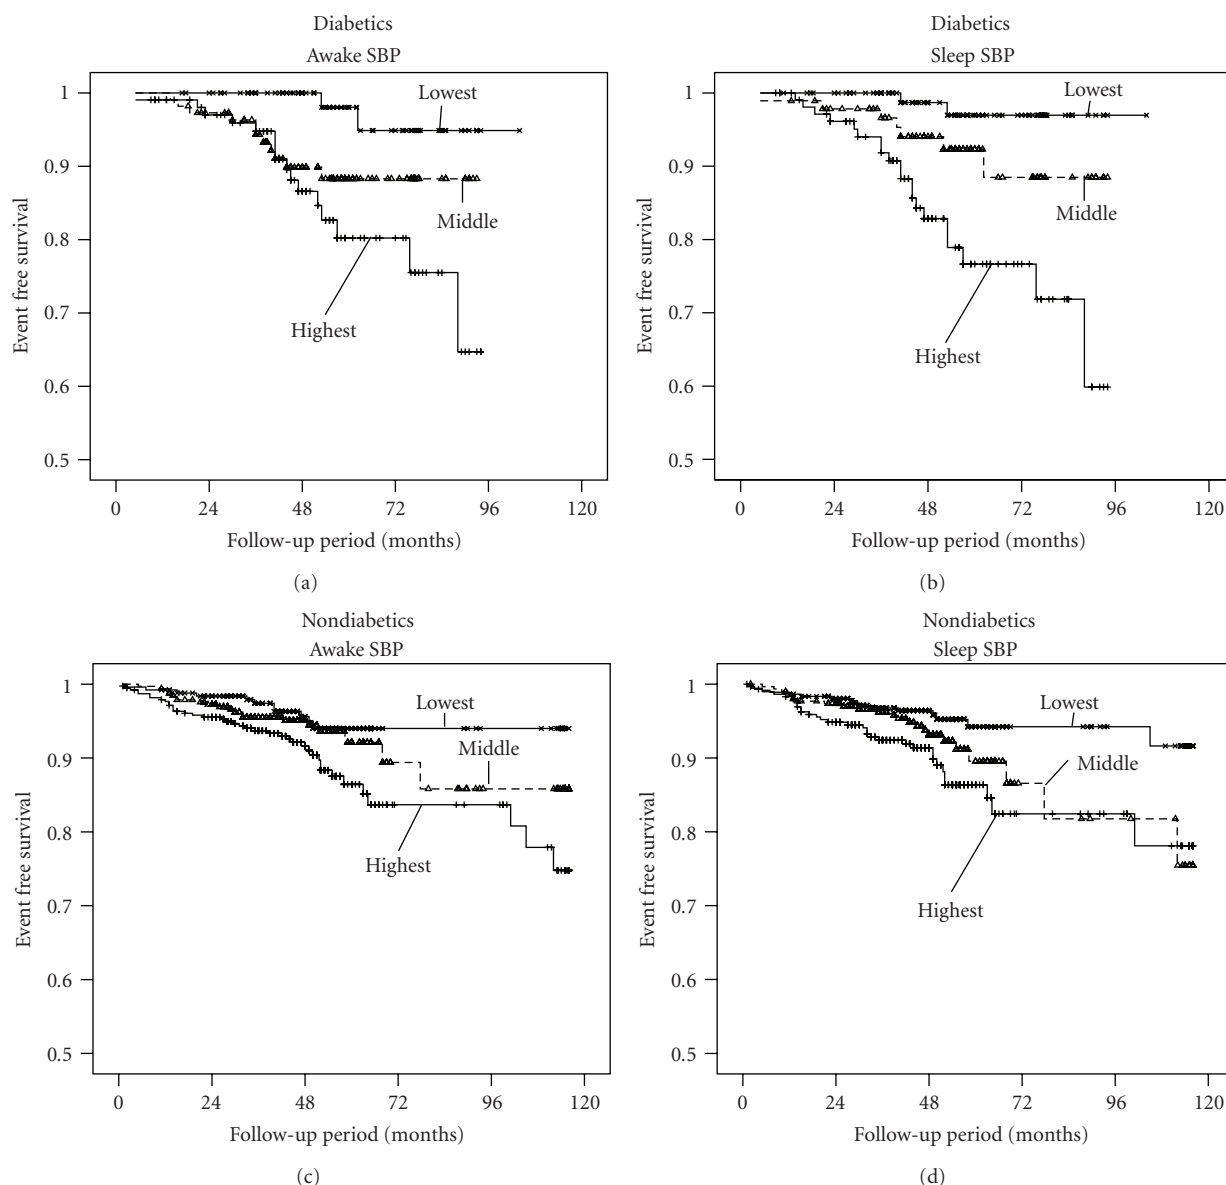 Diabetics
Awake SBP
1
0.9
0.8
0.7
0.6
0.5
Event free survival
Lowest
Middle
Highest
0 24 48 72 96 120
Follow-up period (months)
(a)
Diabetics
Sleep SBP
1
0.9
0.8
0.7
0.6
0.5
Event free survival
Lowest
Middle
Highest
0 24 48 72 96 120
Follow-up period (months)
(b)
Nondiabetics
Awake SBP
1
0.9
0.8
0.7
0.6
0.5
Event free survival
Lowest
Middle
Highest
0 24 48 72 96 120
Follow-up period (months)
(c)
Nondiabetics
Sleep SBP
1
0.9
0.8
0.7
0.6
0.5
Event free survival
Lowest
Middle
Highest
0 24 48 72 96 120
Follow-up period (months)
(d)